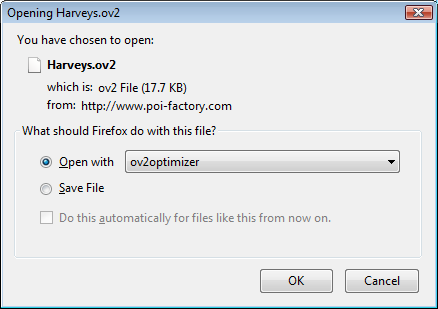 Opening Harveys.ov2
You have chosen to open:
Harveys.ov2
which is: ov2 File (17.7 KB)
from: http://www.poi-factory.com
What should Firefox do with this file?
Open with ov2optimizer
Save File
Do this automatically for files like this from now on.
OK Cancel